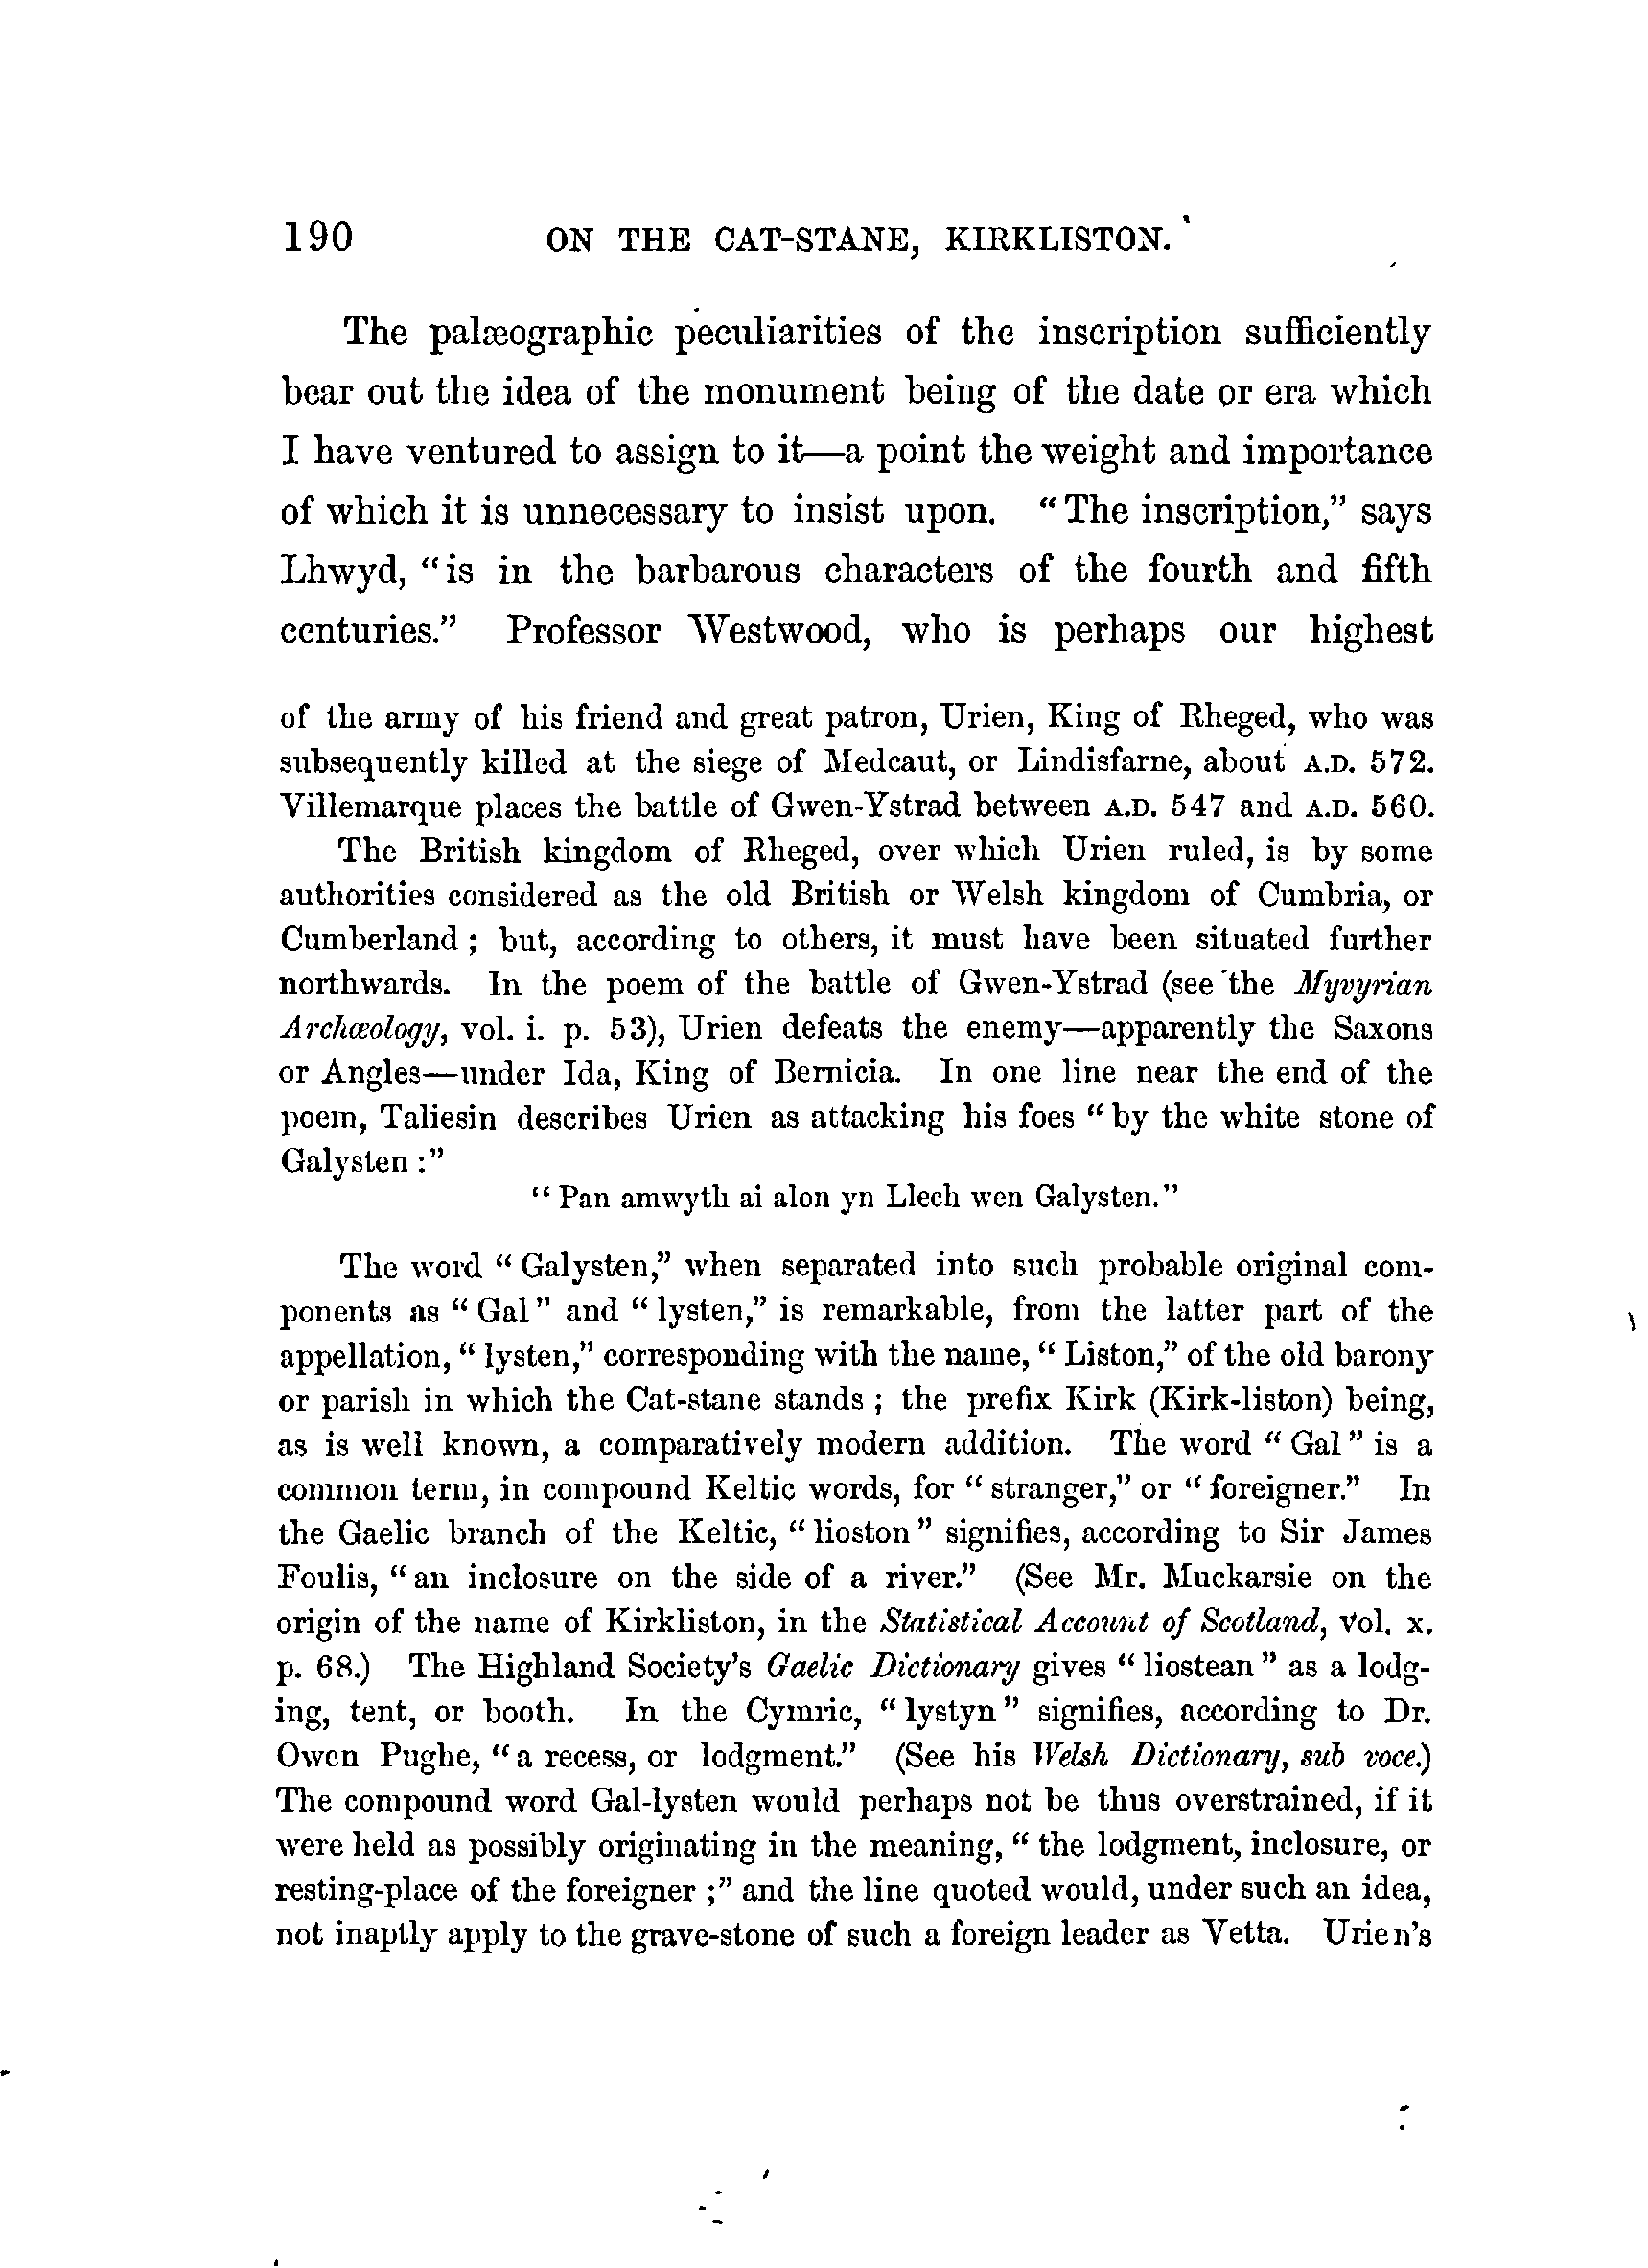 190 ON THE CAT-STANE, KIRKLISTON.
The palæographic peculiarities of the inscription sufficiently
bear out the idea of the monument being of the date or era which
I have ventured to assign to it—a point the weight and importance
of which it is unnecessary to insist upon. “The inscription,” says
Lhwyd, “is in the barbarous characters of the fourth and fifth
centuries.” Professor Westwood, who is perhaps our highest
of the army of his friend and great patron, Urien, King of Rheged, who was
subsequently killed at the siege of Medcaut, or Lindisfarne, about A.D. 572.
Villemarque places the battle of Gwen-Ystrad between A.D. 547 and A.D. 560.
The British kingdom of Rheged, over which Urien ruled, is by some
authorities considered as the old British or Welsh kingdom of Cumbria, or
Cumberland ; but, according to others, it must have been situated further
northwards. In the poem of the battle of Gwen-Ystrad (see the Myvyrian
Archæology, vol. i. p. 53), Urien defeats the enemy—apparently the Saxons
or Angles—under Ida, King of Bernicia. In one line near the end of the
poem, Taliesin describes Urien as attacking his foes “by the white stone of
Galysten :”
“Pan amwyth ai alon yn Llech wen Galysten.”
The word “Galysten,” when separated into such probable original com-
ponents as “Gal” and “lysten,” is remarkable, from the latter part of the
appellation, “lysten,” corresponding with the name, “Liston,” of the old barony
or parish in which the Cat-stane stands ; the prefix Kirk (Kirk-liston) being,
as is well known, a comparatively modern addition. The word “Gal” is a
common term, in compound Keltic words, for “stranger,” or “foreigner.” In
the Gaelic branch of the Keltic, “lioston” signifies, according to Sir James
Foulis, “an inclosure on the side of a river.” (See Mr. Muckarsie on the
origin of the name of Kirkliston, in the Statistical Account of Scotland, vol. x.
p. 68.) The Highland Society’s Gaelic Dictionary gives “liostean” as a lodg-
ing, tent, or booth. In the Cymric, “lystyn” signifies, according to Dr.
Owen Pughe, “a recess, or lodgment.” (See his Welsh Dictionary, sub voce.)
The compound word Gal-lysten would perhaps not be thus overstrained, if it
were held as possibly originating in the meaning, “the lodgment, inclosure, or
resting-place of the foreigner ;” and the line quoted would, under such an idea,
not inaptly apply to the grave-stone of such a foreign leader as Vetta. Urien’s